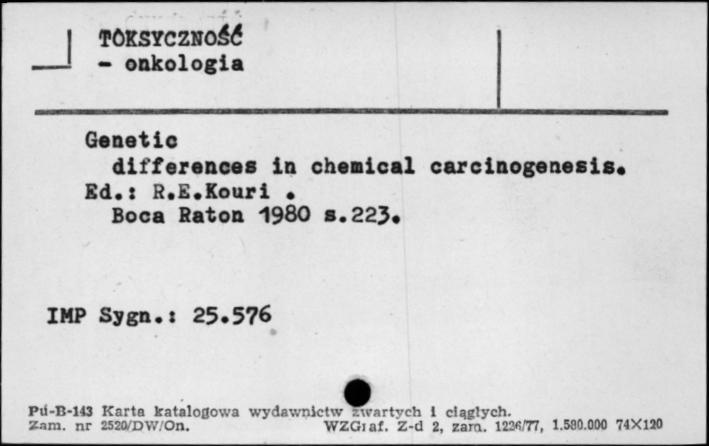 TOKSYCZNOŚĆ
- onkologia
Genetic
differences in chemical carcinogenesis.
Ed.: R.E.Kouri .
Boca Raton 1980 s.223.
IMP Sygn.: 25.576
Pu-B-143 Karta katalogowa wydawnictw zwartych i ciągłych.
Zam. nr 2520/DW/On. WZGraf. Z-d 2, zam. 1226/77, 1.580.000 74X120